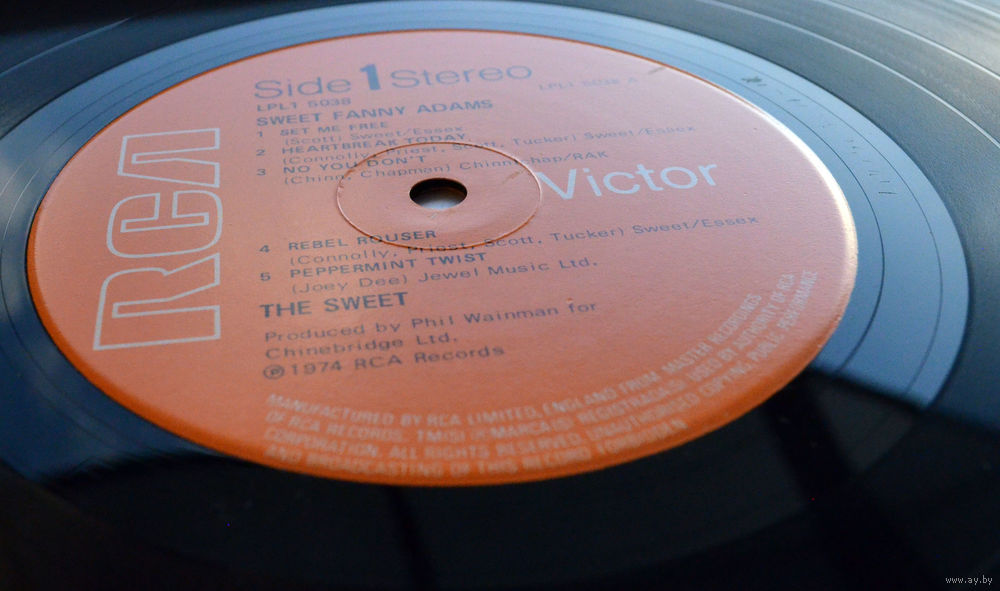 Side 1 Stereo
LPL1 5038
LPL1 5038 A
SWEET FANNY ADAMS
1 SET ME FREE
(Scott) Sweet/Essex
2 HEARTBREAK TODAY
(Connolly, Priest, Scott, Tucker) Sweet/Essex
3 NO YOU DON'T
(Chinn, Chapman) Chinnichap/RAK
RCA
Victor
4 REBEL ROUSER
(Connolly, Priest, Scott, Tucker) Sweet/Essex
5 PEPPERMINT TWIST
(Joey Dee) Jewel Music Ltd.
THE SWEET
Produced by Phil Wainman for
Chinebridge Ltd.
℗1974 RCA Records
MANUFACTURED BY RCA LIMITED, ENGLAND, FROM MASTER RECORDINGS
OF RCA RECORDS. TM(S) ® MARCA(S) REGISTRADA(S) USED BY AUTHORITY OF RCA
CORPORATION. ALL RIGHTS RESERVED. UNAUTHORISED COPYING, PUBLIC PERFORMANCE
AND BROADCASTING OF THIS RECORD FORBIDDEN
www.ay.by